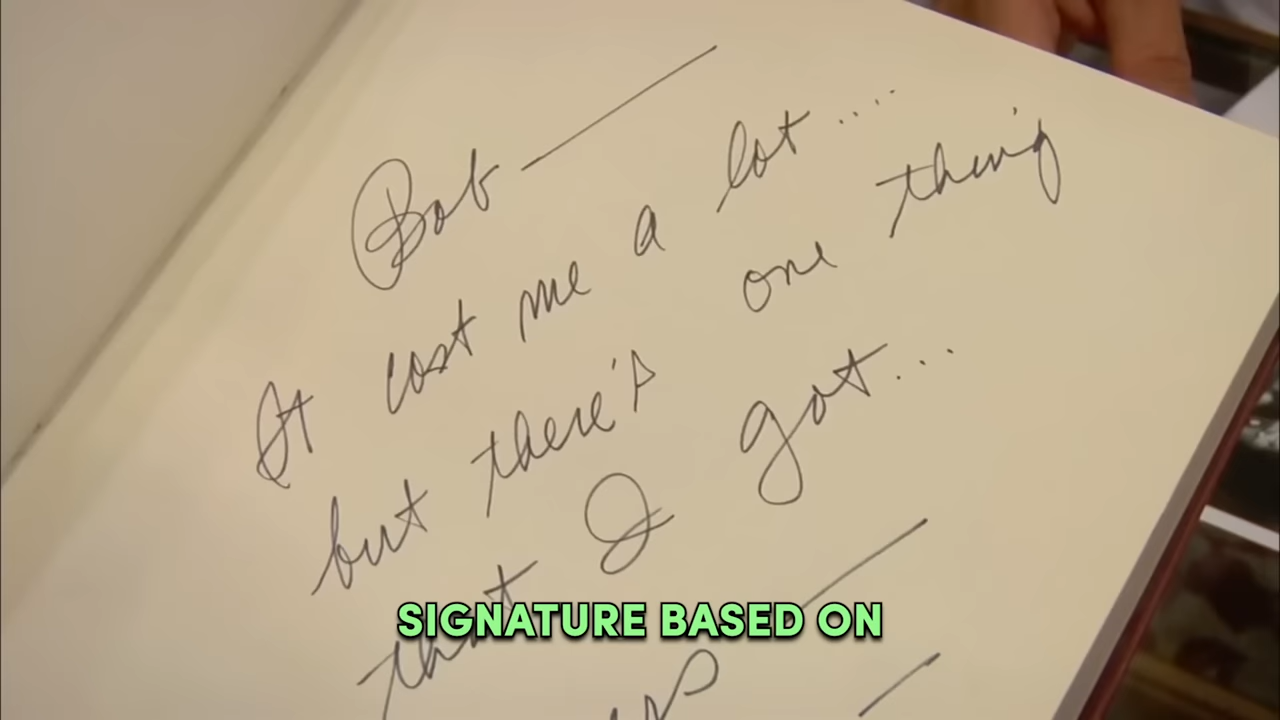 Bob —
It cost me a lot ....
but there's one thing
that I got ... —
SIGNATURE BASED ON